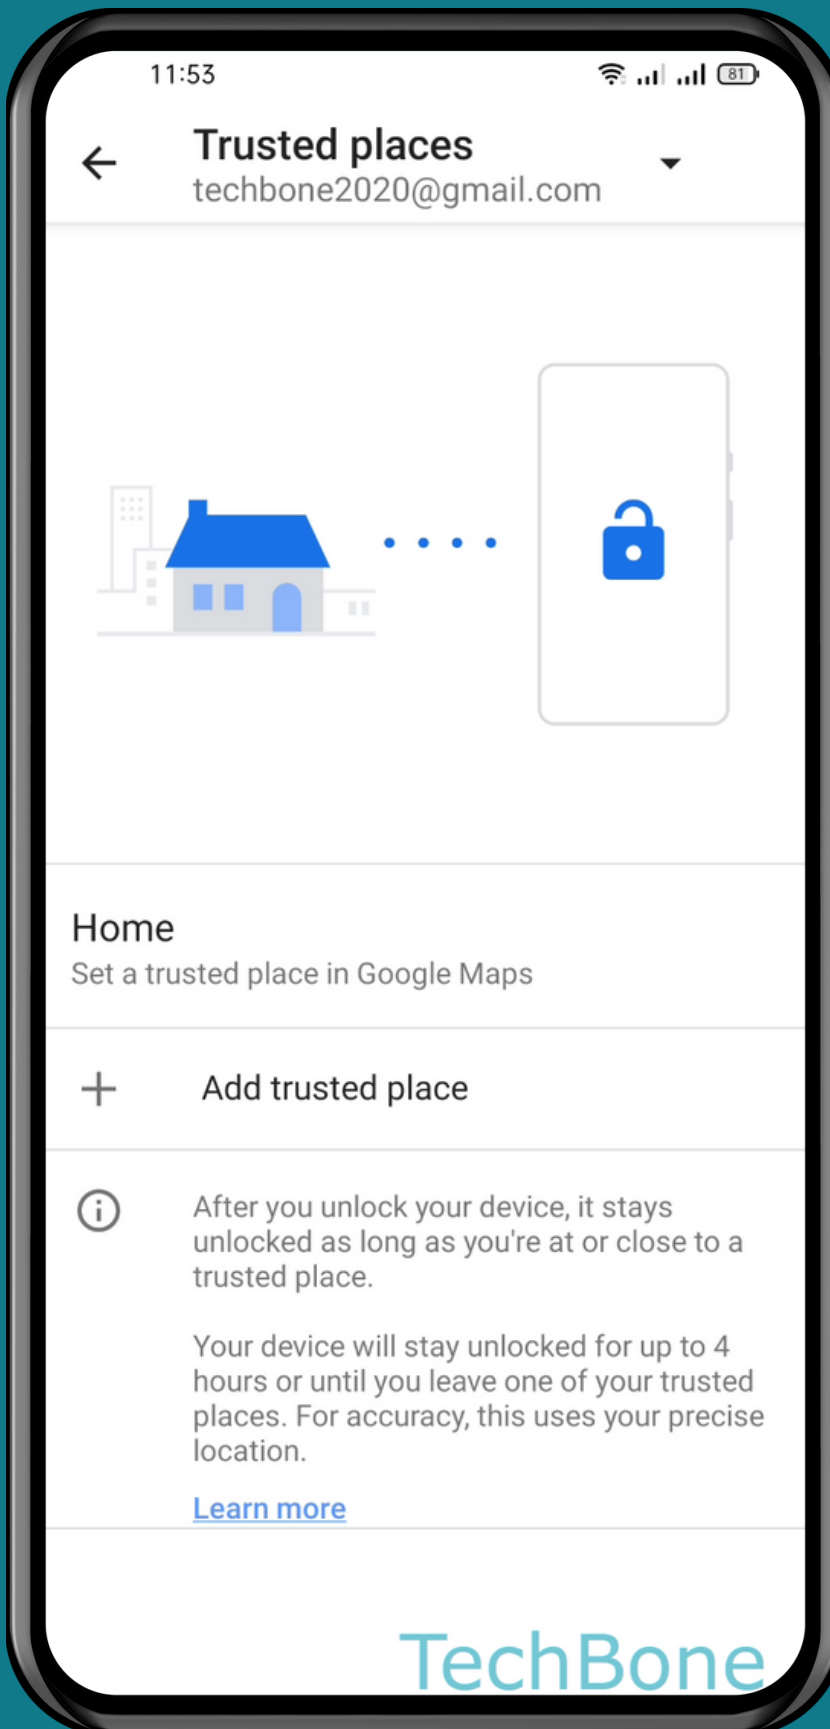 11:53
81
Trusted places
techbone2020@gmail.com
Home
Set a trusted place in Google Maps
Add trusted place
After you unlock your device, it stays
unlocked as long as you're at or close to a
trusted place.
Your device will stay unlocked for up to 4
hours or until you leave one of your trusted
places. For accuracy, this uses your precise
location.
Learn more
TechBone